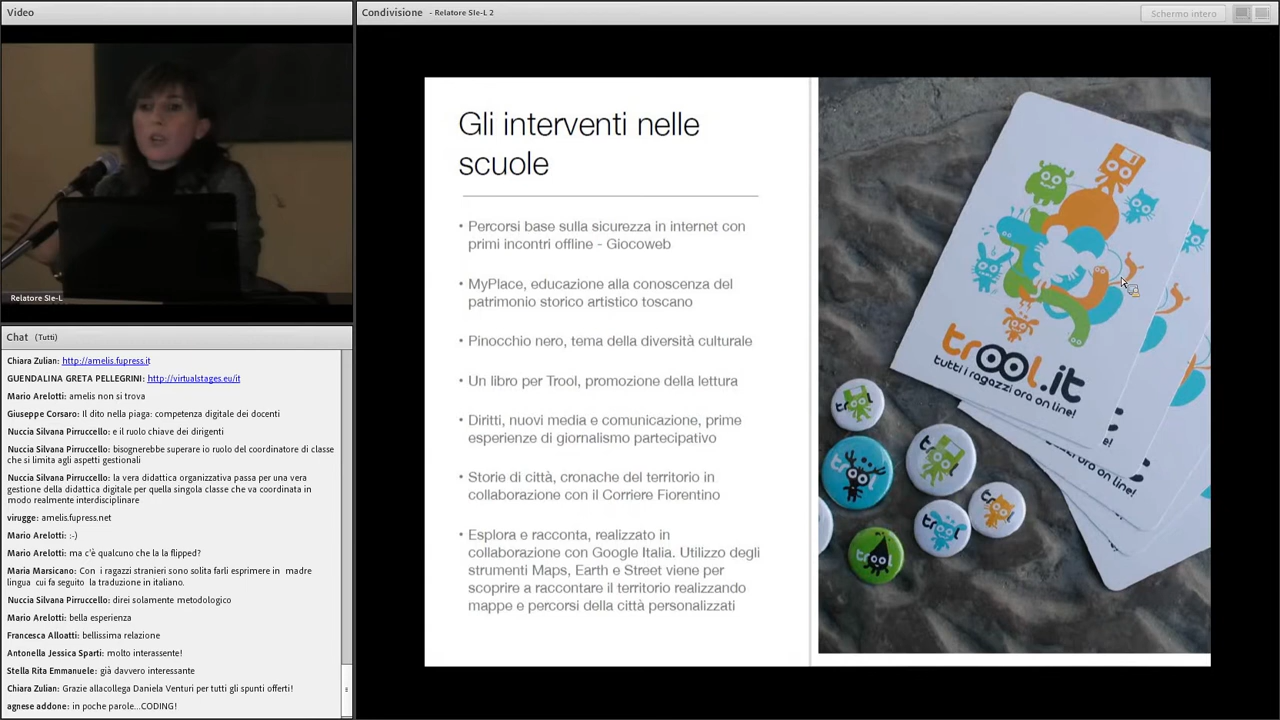 Video
Relatore SIe-L
Chat (Tutti)
Chiara Zulian: http://amelis.fupress.it
GUENDALINA GRETA PELLEGRINI: http://virtualstages.eu/it
Mario Arelotti: amelis non si trova
Giuseppe Corsaro: Il dito nella piaga: competenza digitale dei docenti
Nuccia Silvana Pirruccello: e il ruolo chiave dei dirigenti
Nuccia Silvana Pirruccello: bisognerebbe superare io ruolo del coordinatore di classe
che si limita agli aspetti gestionali
Nuccia Silvana Pirruccello: la vera didattica organizzativa passa per una vera
gestione della didattica digitale per quella singola classe che va coordinata in
modo realmente interdisciplinare
virugge: amelis.fupress.net
Mario Arelotti: :-)
Mario Arelotti: ma c'è qualcuno che la la flipped?
Maria Marsicano: Con i ragazzi stranieri sono solita farli esprimere in madre
lingua cui fa seguito la traduzione in italiano.
Nuccia Silvana Pirruccello: direi solamente metodologico
Mario Arelotti: bella esperienza
Francesca Alloatti: bellissima relazione
Antonella Jessica Sparti: molto interassente!
Stella Rita Emmanuele: già davvero interessante
Chiara Zulian: Grazie allacollega Daniela Venturi per tutti gli spunti offerti!
agnese addone: in poche parole...CODING!
Condivisione - Relatore SIe-L 2
Schermo intero
Gli interventi nelle
scuole
• Percorsi base sulla sicurezza in internet con
primi incontri offline - Giocoweb
• MyPlace, educazione alla conoscenza del
patrimonio storico artistico toscano
• Pinocchio nero, tema della diversità culturale
• Un libro per Trool, promozione della lettura
• Diritti, nuovi media e comunicazione, prime
esperienze di giornalismo partecipativo
• Storie di città, cronache del territorio in
collaborazione con il Corriere Fiorentino
• Esplora e racconta, realizzato in
collaborazione con Google Italia. Utilizzo degli
strumenti Maps, Earth e Street viene per
scoprire a raccontare il territorio realizzando
mappe e percorsi della città personalizzati
trool.it
tutti i ragazzi ora on line!
e!
ora on line!
on line!
trool
trool
trool
trool
trool
trool